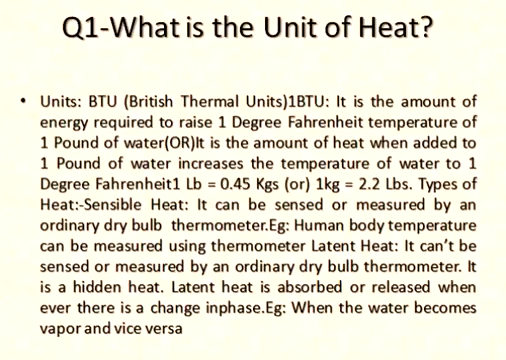 Q1-What is the Unit of Heat?
• Units: BTU (British Thermal Units)1BTU: It is the amount of
energy required to raise 1 Degree Fahrenheit temperature of
1 Pound of water(OR)It is the amount of heat when added to
1 Pound of water increases the temperature of water to 1
Degree Fahrenheit1 Lb = 0.45 Kgs (or) 1kg = 2.2 Lbs. Types of
Heat:-Sensible Heat: It can be sensed or measured by an
ordinary dry bulb thermometer.Eg: Human body temperature
can be measured using thermometer Latent Heat: It can't be
sensed or measured by an ordinary dry bulb thermometer. It
is a hidden heat. Latent heat is absorbed or released when
ever there is a change inphase.Eg: When the water becomes
vapor and vice versa